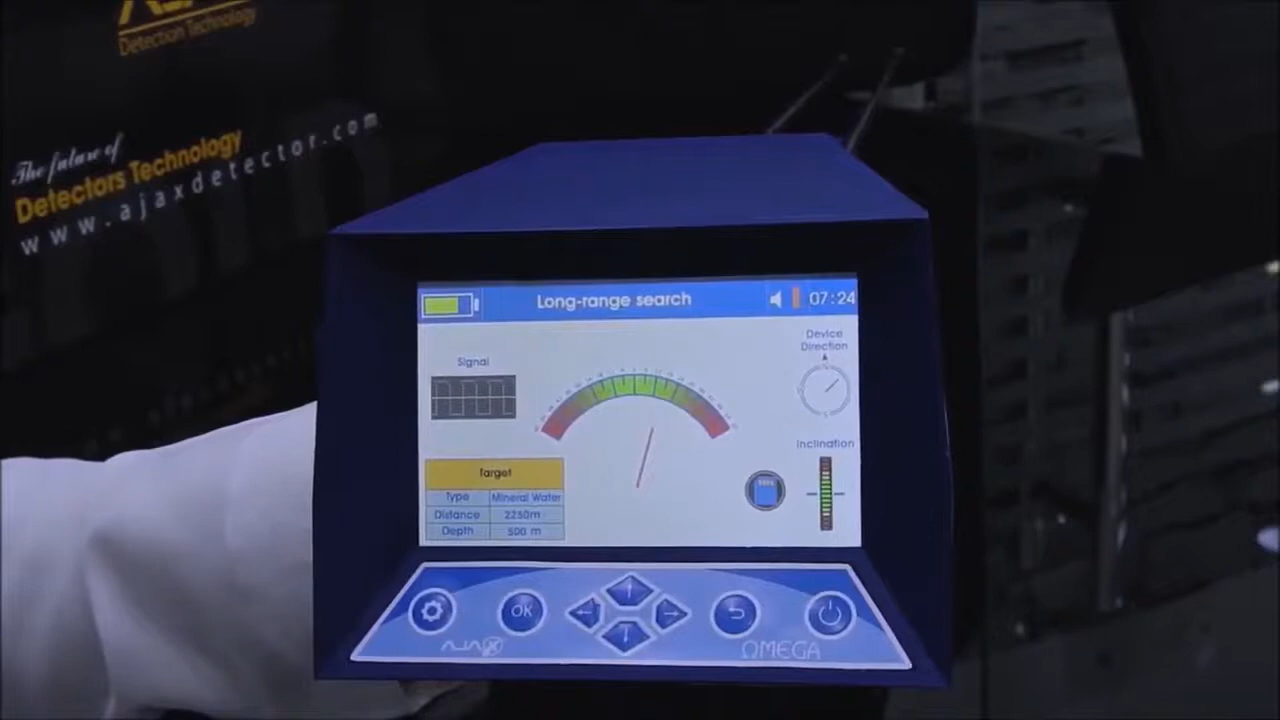 Detection Technology
The future of
Detectors Technology
www.ajaxdetector.com
Long-range search
07:24
Signal
Device
Direction
Inclination
Target
Type Mineral Water
Distance 2250m
Depth 500 m
OK
AJAX
OMEGA